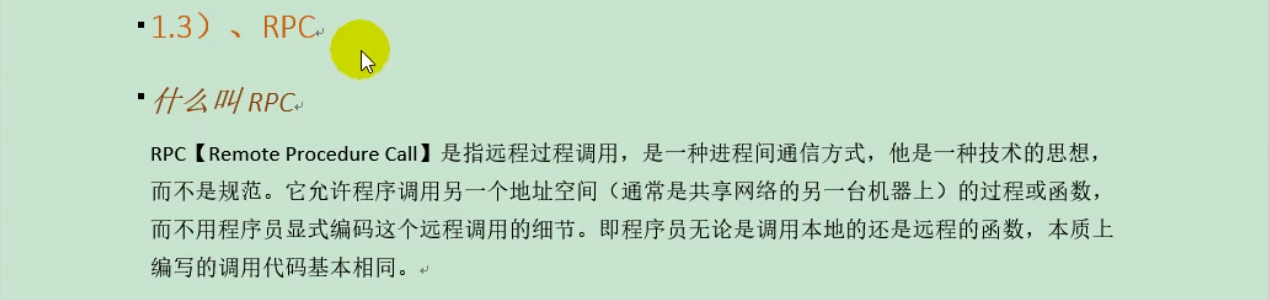 1.3）、RPC
什么叫 RPC
RPC【Remote Procedure Call】是指远程过程调用，是一种进程间通信方式，他是一种技术的思想，
而不是规范。它允许程序调用另一个地址空间（通常是共享网络的另一台机器上）的过程或函数，
而不用程序员显式编码这个远程调用的细节。即程序员无论是调用本地的还是远程的函数，本质上
编写的调用代码基本相同。